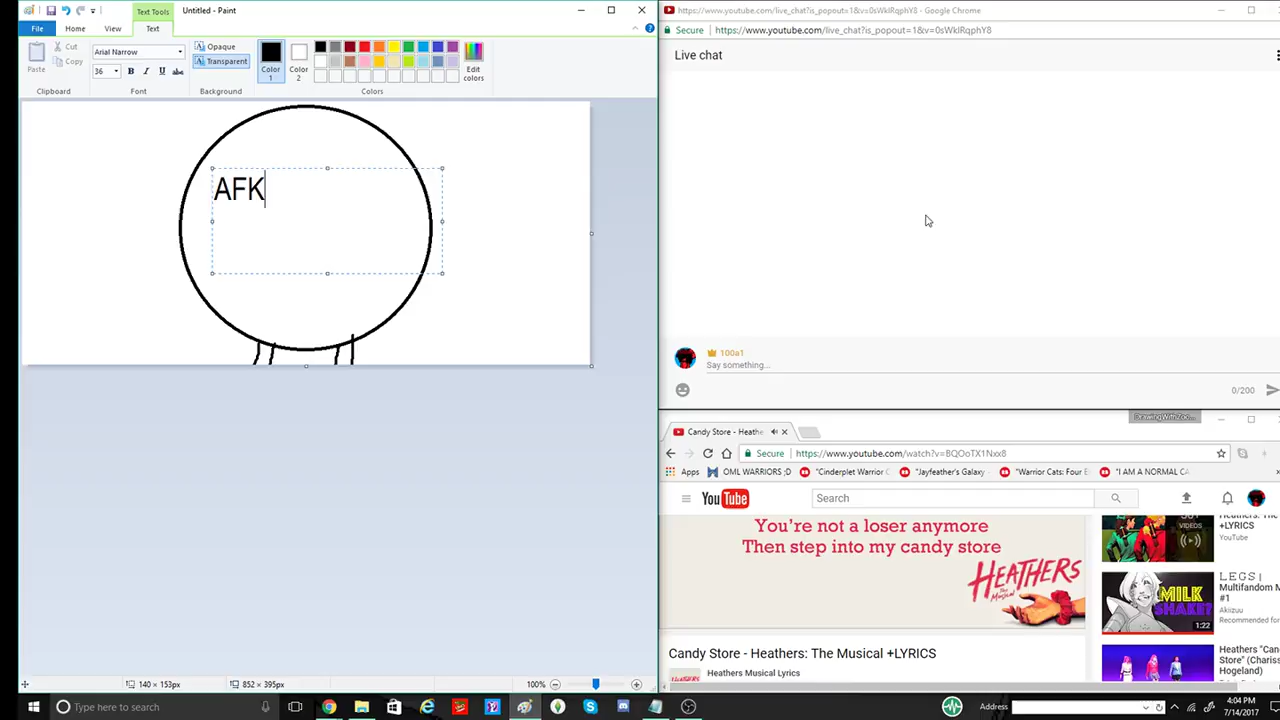 Text Tools
Untitled - Paint
File
Home
View
Text
Paste
Cut
Copy
Clipboard
Arial Narrow
36
B I U abc
Font
Opaque
Transparent
Background
Color 1
Color 2
Edit colors
Colors
AFK
140 × 153px
852 × 395px
100%
https://www.youtube.com/live_chat?is_popout=1&v=0sWklRqphY8 - Google Chrome
Secure
https://www.youtube.com/live_chat?is_popout=1&v=0sWklRqphY8
Live chat
100a1
Say something...
0/200
Candy Store - Heathe
Secure
https://www.youtube.com/watch?v=BQOoTX1Nxx8
Apps
OML WARRIORS ;D
"Cinderplet Warrior C
"Jayfeather's Galaxy -
"Warrior Cats: Four E
"I AM A NORMAL CA
YouTube
Search
You're not a loser anymore
Then step into my candy store
HEATHERS
The Musical
Candy Store - Heathers: The Musical +LYRICS
Heathers Musical Lyrics
VIDEOS
Heathers: The
+LYRICS
YouTube
MILK
SHAKE?
1:22
L E G S |
Multifandom M
#1
Akiizuu
Recommended for
Heathers "Can
Store" (Chariss
Hogeland)
Type here to search
Address
4:04 PM
7/14/2017